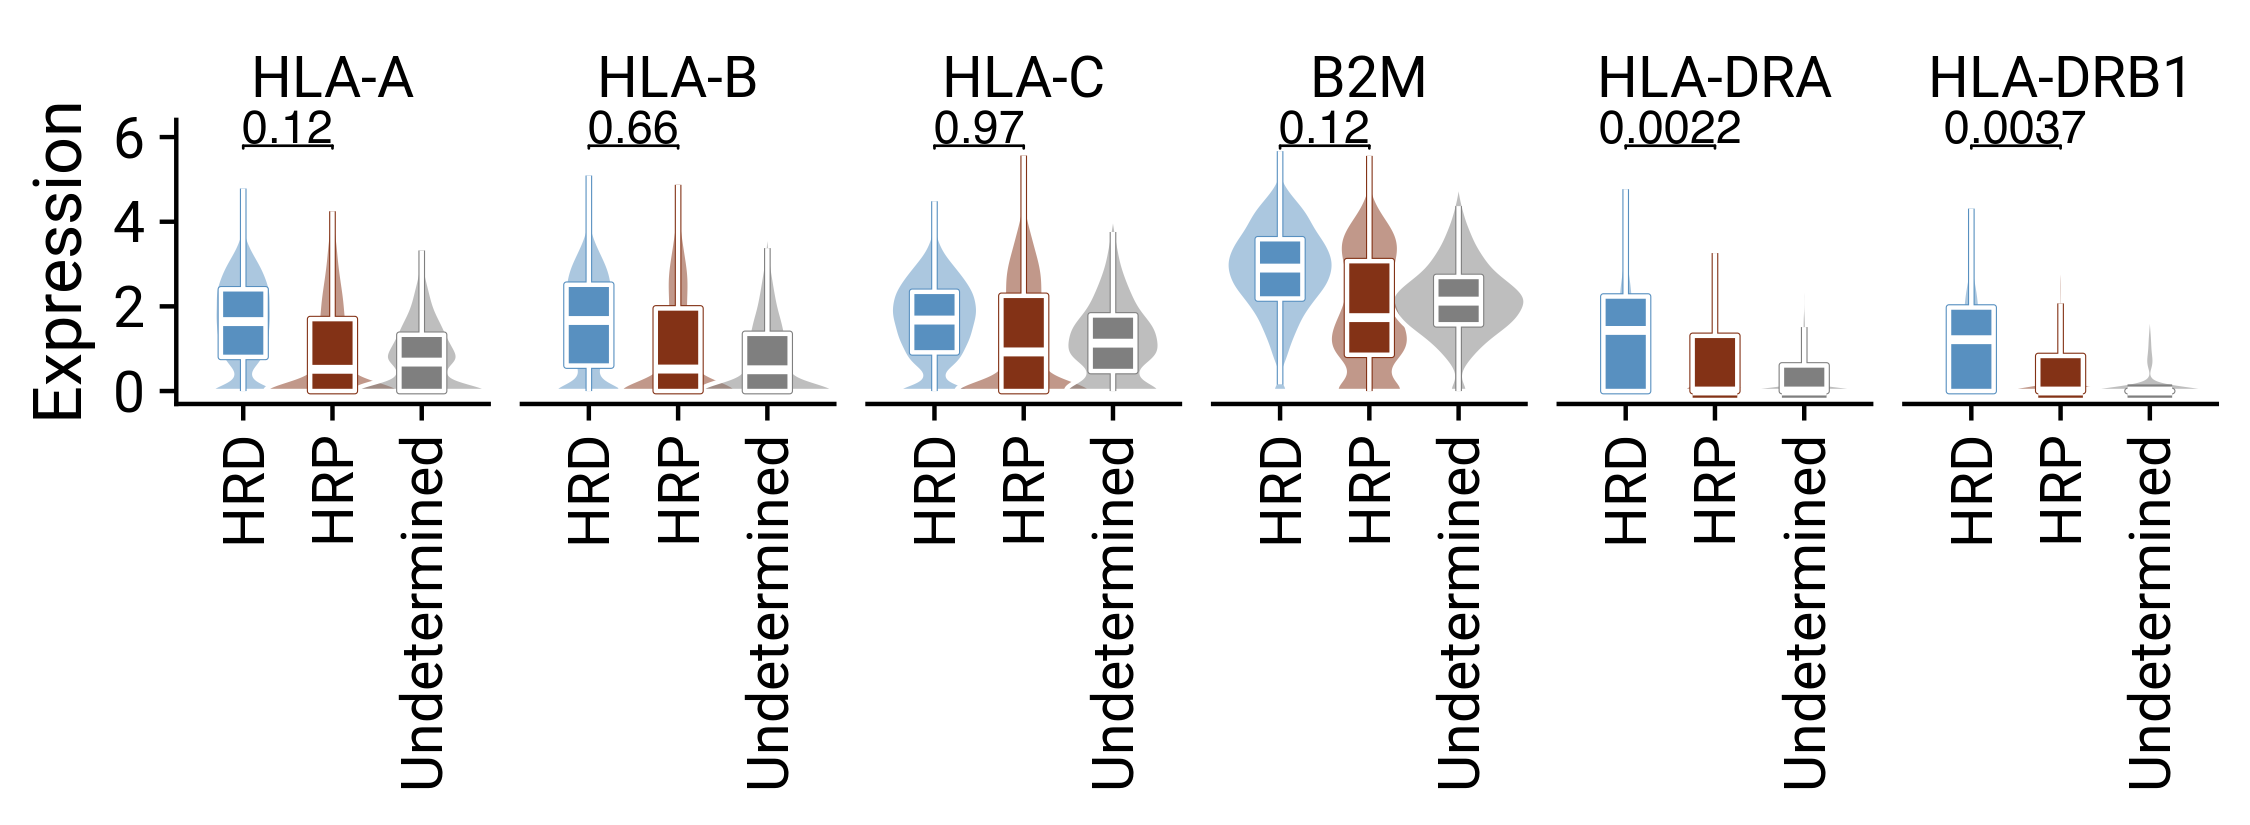 HLA-A
HLA-B
HLA-C
B2M
HLA-DRA
HLA-DRB1
0.12
0.66
0.97
0.12
0.0022
0.0037
Expression
6
4
2
0
HRD
HRP
Undetermined
HRD
HRP
Undetermined
HRD
HRP
Undetermined
HRD
HRP
Undetermined
HRD
HRP
Undetermined
HRD
HRP
Undetermined